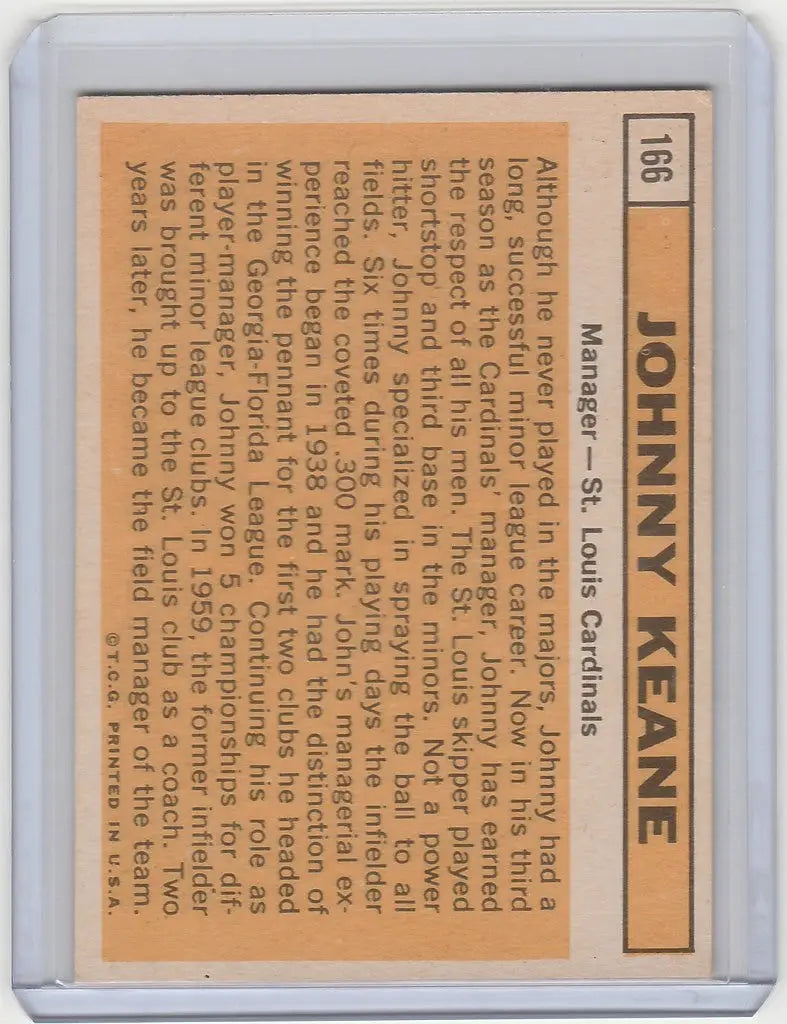 166
JOHNNY KEANE
Manager — St. Louis Cardinals
Although he never played in the majors, Johnny had a
long, successful minor league career. Now in his third
season as the Cardinals' manager, Johnny has earned
the respect of all his men. The St. Louis skipper played
shortstop and third base in the minors. Not a power
hitter, Johnny specialized in spraying the ball to all
fields. Six times during his playing days the infielder
reached the coveted .300 mark. John's managerial ex-
perience began in 1938 and he had the distinction of
winning the pennant for the first two clubs he headed
in the Georgia-Florida League. Continuing his role as
player-manager, Johnny won 5 championships for dif-
ferent minor league clubs. In 1959, the former infielder
was brought up to the St. Louis club as a coach. Two
years later, he became the field manager of the team.
©T.C.G. PRINTED IN U.S.A.